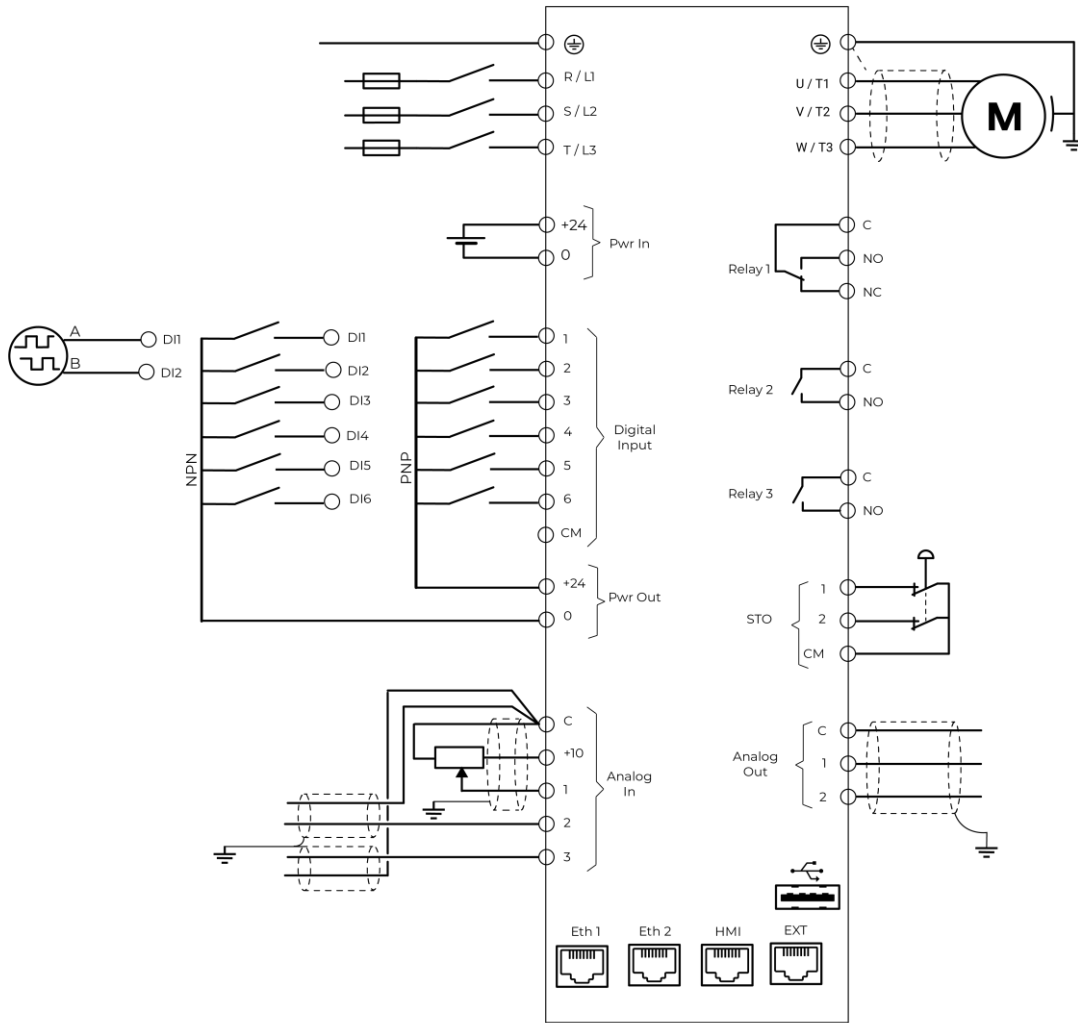 R / L1
S / L2
T / L3
U / T1
V / T2
W / T3
M
+24
0
Pwr In
Relay 1
C
NO
NC
A
B
DI1
DI2
NPN
DI1
DI2
DI3
DI4
DI5
DI6
PNP
1
2
3
4
5
6
CM
Digital
Input
Relay 2
C
NO
Relay 3
C
NO
+24
0
Pwr Out
STO
1
2
CM
C
+10
1
2
3
Analog
In
Analog
Out
C
1
2
Eth 1
Eth 2
HMI
EXT